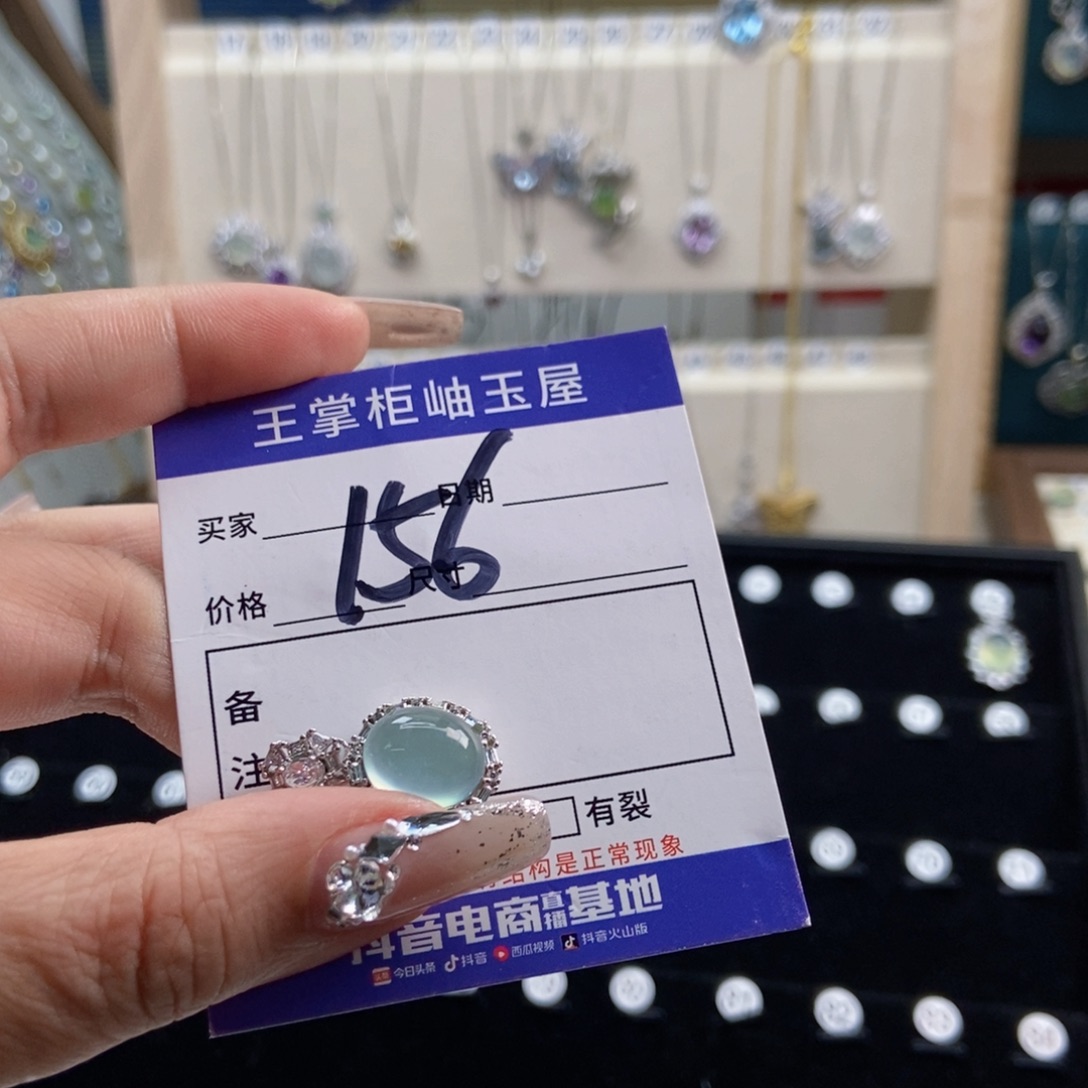 王掌柜岫玉屋
156
买家 日期
价格 尺寸
备
注
有裂
结构是正常现象
抖音电商直播基地
今日头条 抖音 西瓜视频 抖音火山版